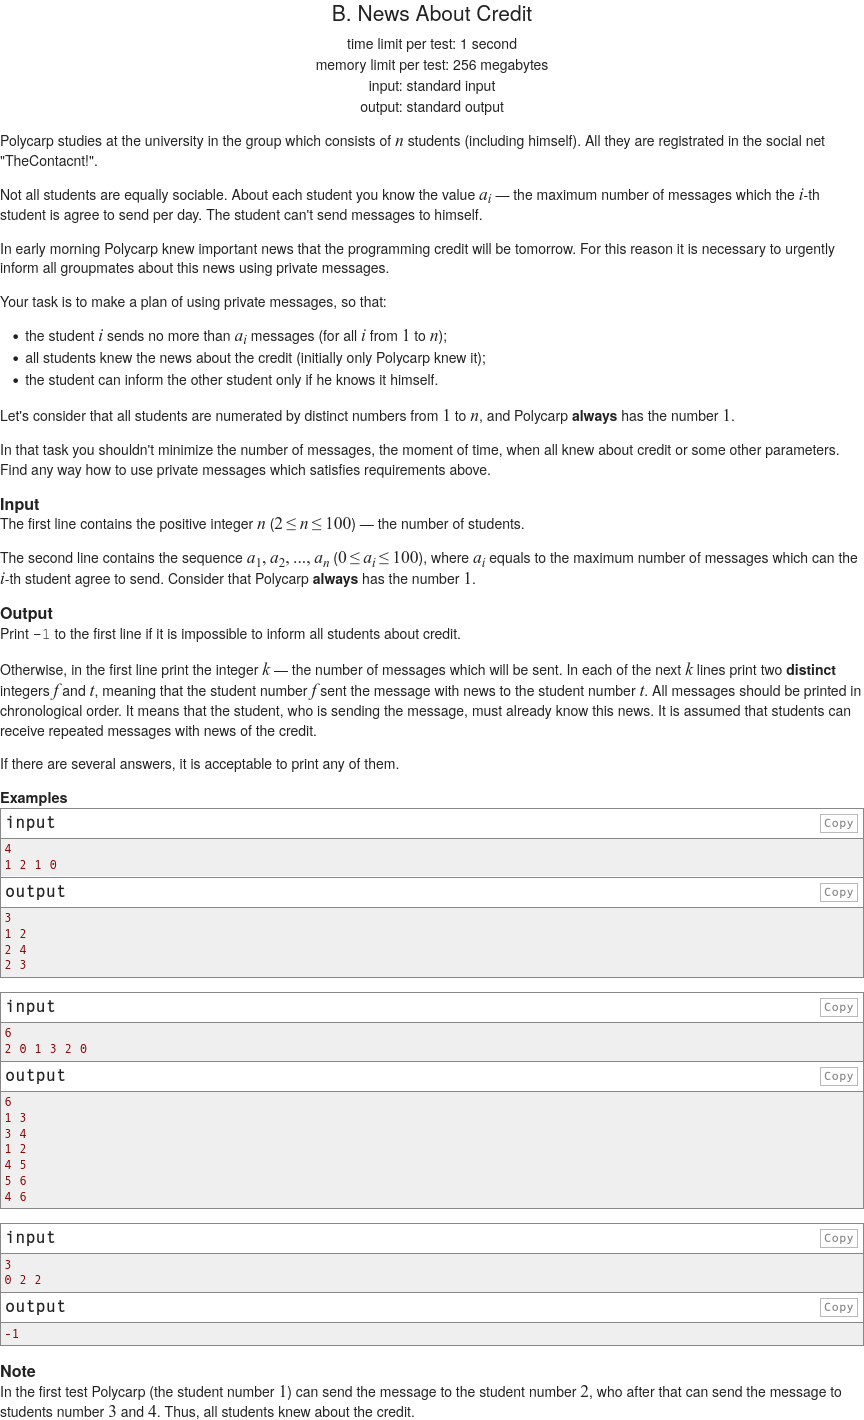 B. News About Credit
time limit per test: 1 second
memory limit per test: 256 megabytes
input: standard input
output: standard output
Polycarp studies at the university in the group which consists of n students (including himself). All they are registrated in the social net
"TheContacnt!".
Not all students are equally sociable. About each student you know the value a_i — the maximum number of messages which the i-th
student is agree to send per day. The student can't send messages to himself.
In early morning Polycarp knew important news that the programming credit will be tomorrow. For this reason it is necessary to urgently
inform all groupmates about this news using private messages.
Your task is to make a plan of using private messages, so that:
• the student i sends no more than a_i messages (for all i from 1 to n);
• all students knew the news about the credit (initially only Polycarp knew it);
• the student can inform the other student only if he knows it himself.
Let's consider that all students are numerated by distinct numbers from 1 to n, and Polycarp always has the number 1.
In that task you shouldn't minimize the number of messages, the moment of time, when all knew about credit or some other parameters.
Find any way how to use private messages which satisfies requirements above.
Input
The first line contains the positive integer n (2 ≤ n ≤ 100) — the number of students.
The second line contains the sequence a_1, a_2, ..., a_n (0 ≤ a_i ≤ 100), where a_i equals to the maximum number of messages which can the
i-th student agree to send. Consider that Polycarp always has the number 1.
Output
Print -1 to the first line if it is impossible to inform all students about credit.
Otherwise, in the first line print the integer k — the number of messages which will be sent. In each of the next k lines print two distinct
integers f and t, meaning that the student number f sent the message with news to the student number t. All messages should be printed in
chronological order. It means that the student, who is sending the message, must already know this news. It is assumed that students can
receive repeated messages with news of the credit.
If there are several answers, it is acceptable to print any of them.
Examples
input Copy
4
1 2 1 0
output Copy
3
1 2
2 4
2 3
input Copy
6
2 0 1 3 2 0
output Copy
6
1 3
3 4
1 2
4 5
5 6
4 6
input Copy
3
0 2 2
output Copy
-1
Note
In the first test Polycarp (the student number 1) can send the message to the student number 2, who after that can send the message to
students number 3 and 4. Thus, all students knew about the credit.